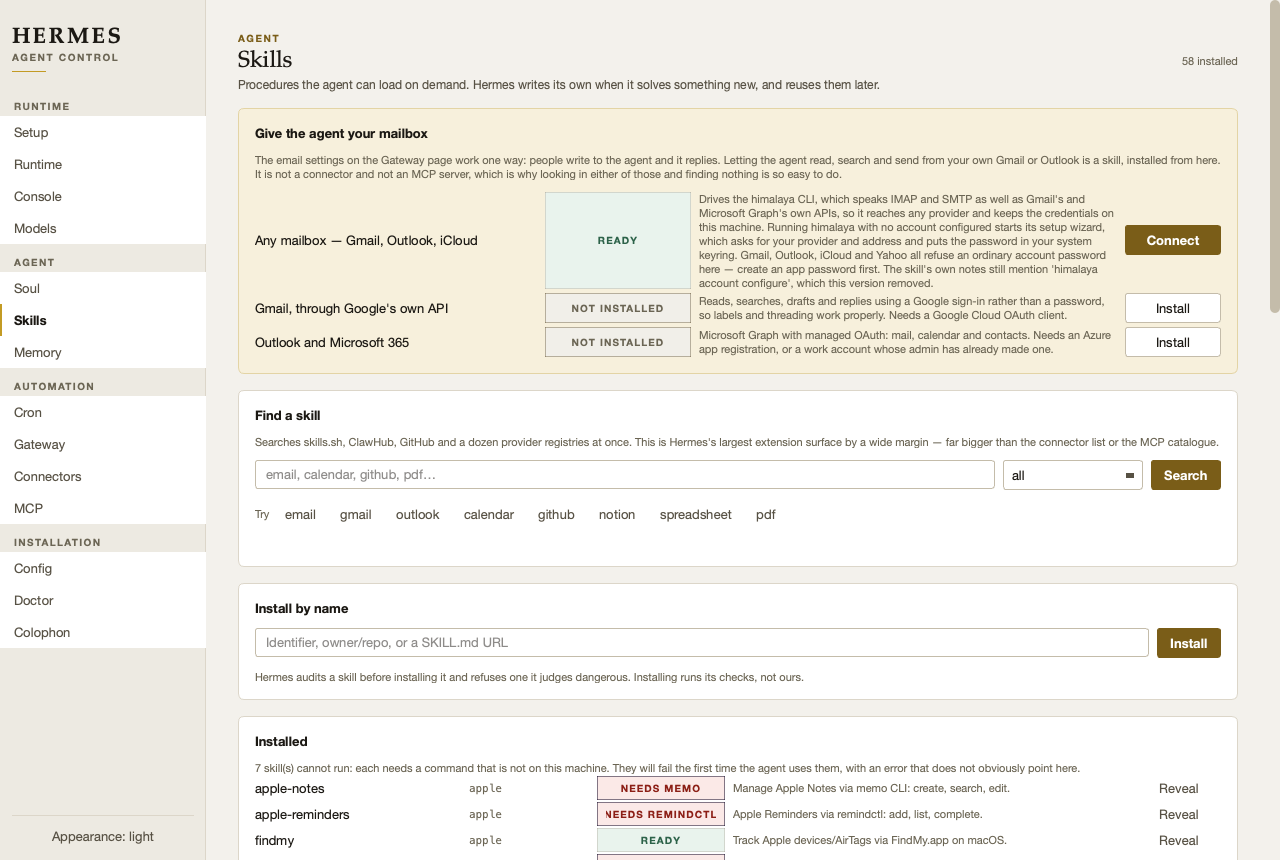 HERMES
AGENT CONTROL
RUNTIME
Setup
Runtime
Console
Models
AGENT
Soul
Skills
Memory
AUTOMATION
Cron
Gateway
Connectors
MCP
INSTALLATION
Config
Doctor
Colophon
Appearance: light
AGENT
Skills
58 installed
Procedures the agent can load on demand. Hermes writes its own when it solves something new, and reuses them later.
Give the agent your mailbox
The email settings on the Gateway page work one way: people write to the agent and it replies. Letting the agent read, search and send from your own Gmail or Outlook is a skill, installed from here.
It is not a connector and not an MCP server, which is why looking in either of those and finding nothing is so easy to do.
Any mailbox — Gmail, Outlook, iCloud
READY
Drives the himalaya CLI, which speaks IMAP and SMTP as well as Gmail's and
Microsoft Graph's own APIs, so it reaches any provider and keeps the credentials on
this machine. Running himalaya with no account configured starts its setup wizard,
which asks for your provider and address and puts the password in your system
keyring. Gmail, Outlook, iCloud and Yahoo all refuse an ordinary account password
here — create an app password first. The skill's own notes still mention 'himalaya
account configure', which this version removed.
Connect
Gmail, through Google's own API
NOT INSTALLED
Reads, searches, drafts and replies using a Google sign-in rather than a password,
so labels and threading work properly. Needs a Google Cloud OAuth client.
Install
Outlook and Microsoft 365
NOT INSTALLED
Microsoft Graph with managed OAuth: mail, calendar and contacts. Needs an Azure
app registration, or a work account whose admin has already made one.
Install
Find a skill
Searches skills.sh, ClawHub, GitHub and a dozen provider registries at once. This is Hermes's largest extension surface by a wide margin — far bigger than the connector list or the MCP catalogue.
email, calendar, github, pdf…
all
Search
Try email gmail outlook calendar github notion spreadsheet pdf
Install by name
Identifier, owner/repo, or a SKILL.md URL
Install
Hermes audits a skill before installing it and refuses one it judges dangerous. Installing runs its checks, not ours.
Installed
7 skill(s) cannot run: each needs a command that is not on this machine. They will fail the first time the agent uses them, with an error that does not obviously point here.
apple-notes apple NEEDS MEMO Manage Apple Notes via memo CLI: create, search, edit. Reveal
apple-reminders apple NEEDS REMINDCTL Apple Reminders via remindctl: add, list, complete. Reveal
findmy apple READY Track Apple devices/AirTags via FindMy.app on macOS. Reveal